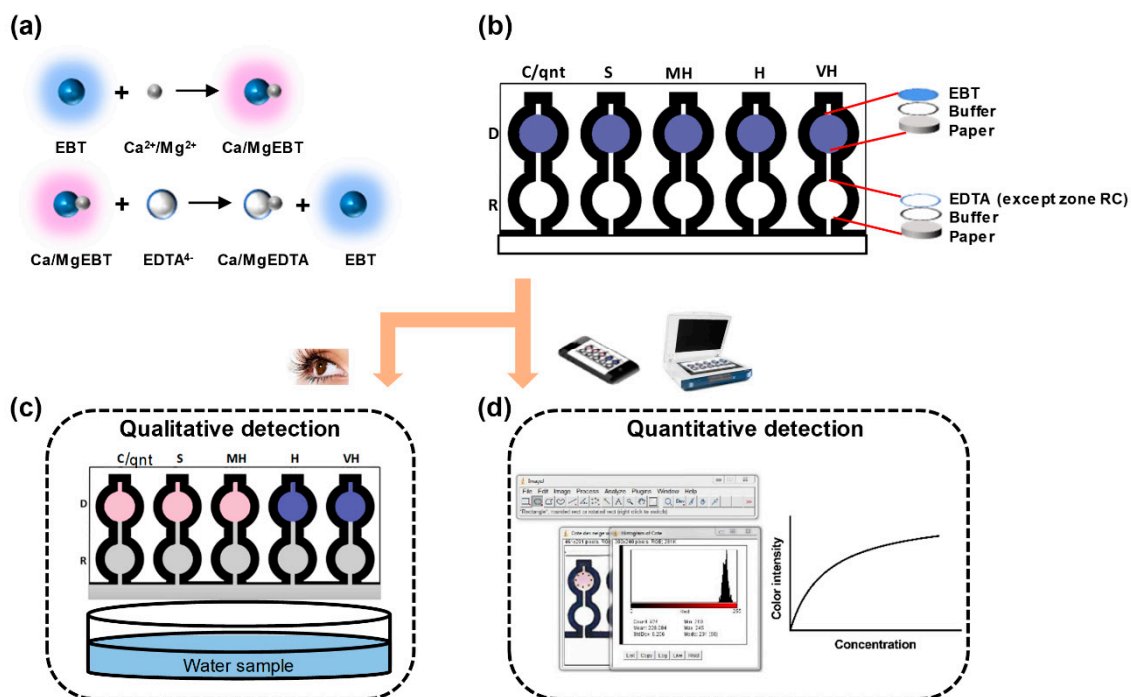 (a)
EBT + Ca²⁺/Mg²⁺ → Ca/MgEBT
Ca/MgEBT + EDTA⁴⁻ → Ca/MgEDTA + EBT
(b)
C/qnt S MH H VH
D
R
EBT
Buffer
Paper
EDTA (except zone RC)
Buffer
Paper
(c)
Qualitative detection
C/qnt S MH H VH
D
R
Water sample
(d)
Quantitative detection
ImageJ
File Edit Image Process Analyze Plugins Window Help
Color intensity
Concentration